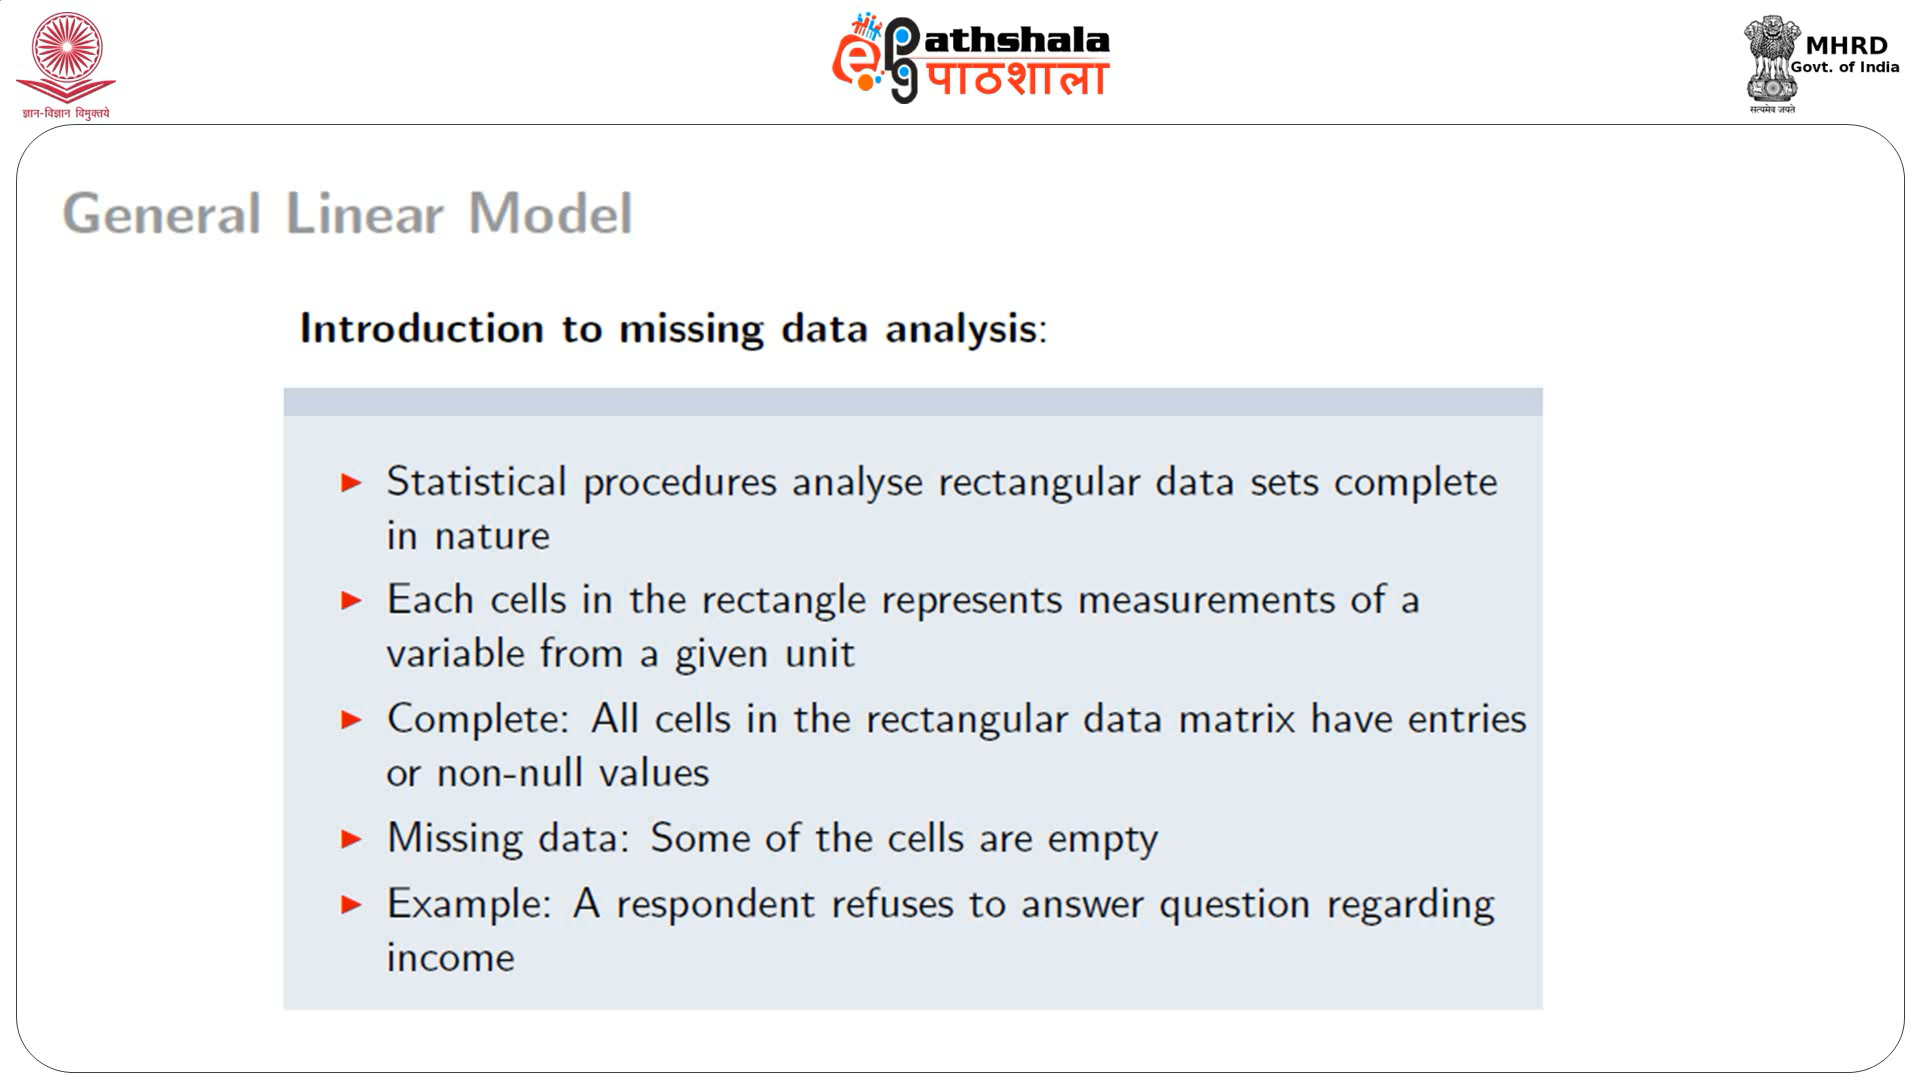 ज्ञान-विज्ञान विमुक्तये
e pg athshala
पाठशाला
MHRD
Govt. of India
सत्यमेव जयते
General Linear Model
Introduction to missing data analysis:
Statistical procedures analyse rectangular data sets complete
in nature
Each cells in the rectangle represents measurements of a
variable from a given unit
Complete: All cells in the rectangular data matrix have entries
or non-null values
Missing data: Some of the cells are empty
Example: A respondent refuses to answer question regarding
income